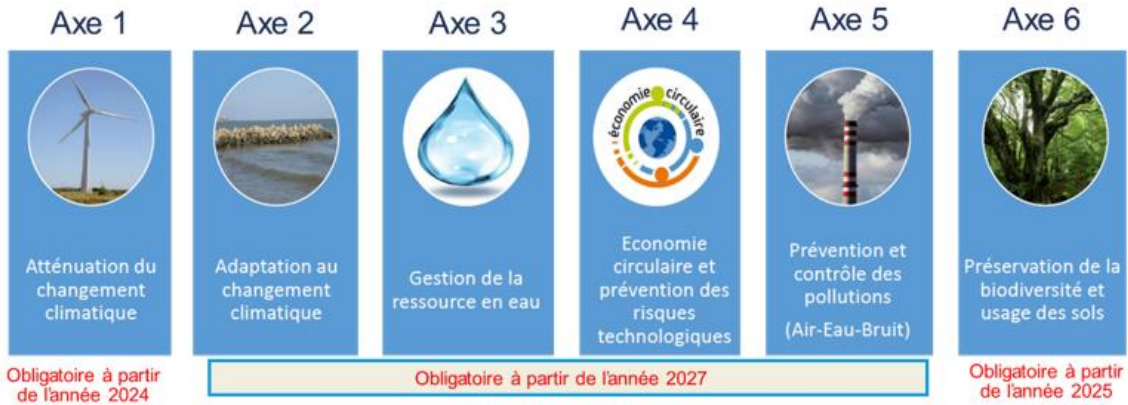 Axe 1
Axe 2
Axe 3
Axe 4
Axe 5
Axe 6
économie circulaire
Atténuation du
changement
climatique
Adaptation au
changement
climatique
Gestion de la
ressource en eau
Economie
circulaire et
prévention des
risques
technologiques
Prévention et
contrôle des
pollutions
(Air-Eau-Bruit)
Préservation de la
biodiversité et
usage des sols
Obligatoire à partir
de l'année 2024
Obligatoire à partir de l'année 2027
Obligatoire à partir
de l'année 2025